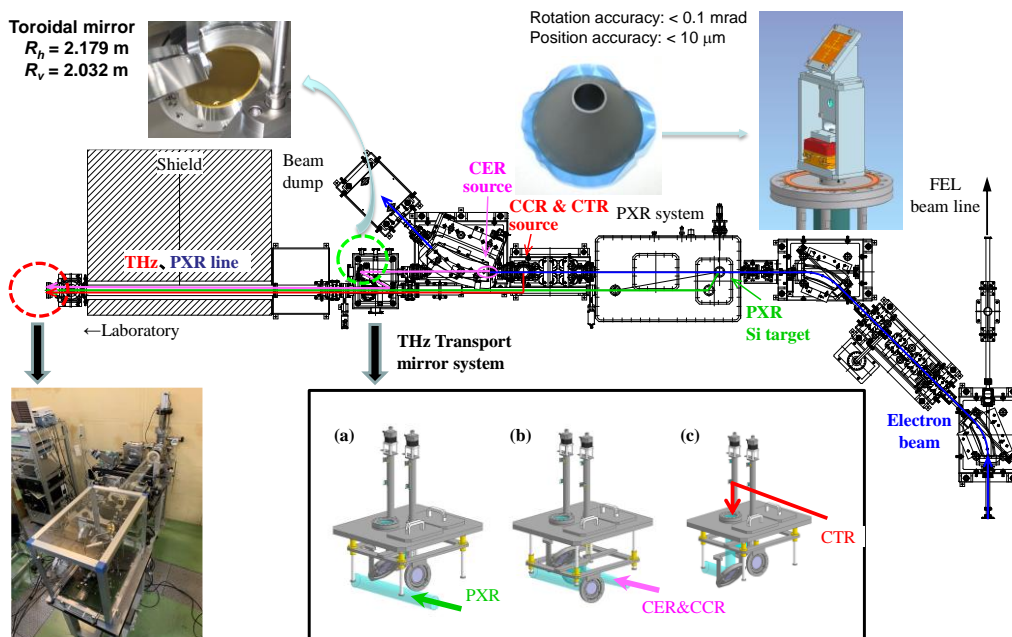 Toroidal mirror
R_h = 2.179 m
R_v = 2.032 m
Rotation accuracy: < 0.1 mrad
Position accuracy: < 10 μm
Shield
Beam
dump
CER
source
CCR & CTR
source
PXR system
FEL
beam line
THz、PXR line
←Laboratory
THz Transport
mirror system
PXR
Si target
Electron
beam
(a)
(b)
(c)
PXR
CER&CCR
CTR